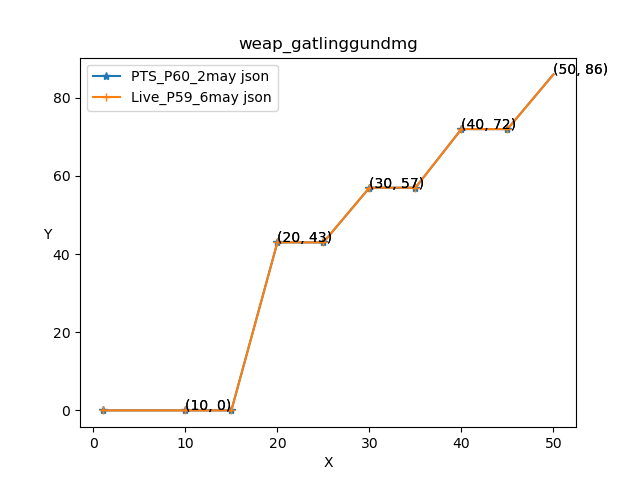 weap_gatlinggundmg
PTS_P60_2may json
Live_P59_6may json
(50, 86)
(40, 72)
(30, 57)
(20, 43)
(10, 0)
Y
80
60
40
20
0
0 10 20 30 40 50
X